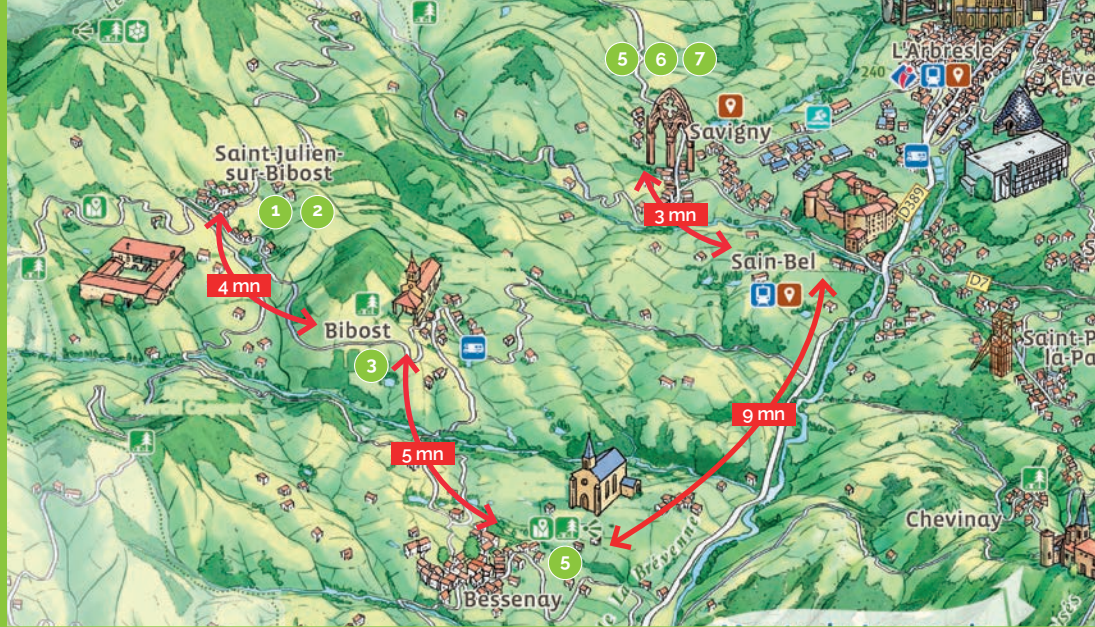 5 6 7
L'Arbresle
240
Savigny
Saint-Julien-
sur-Bibost
1 2
D289
3 mn
Sain-Bel
4 mn
D7
Bibost
3
Saint-P
la-Pa
9 mn
5 mn
Chevinay
5
La Brévenne
Bessenay